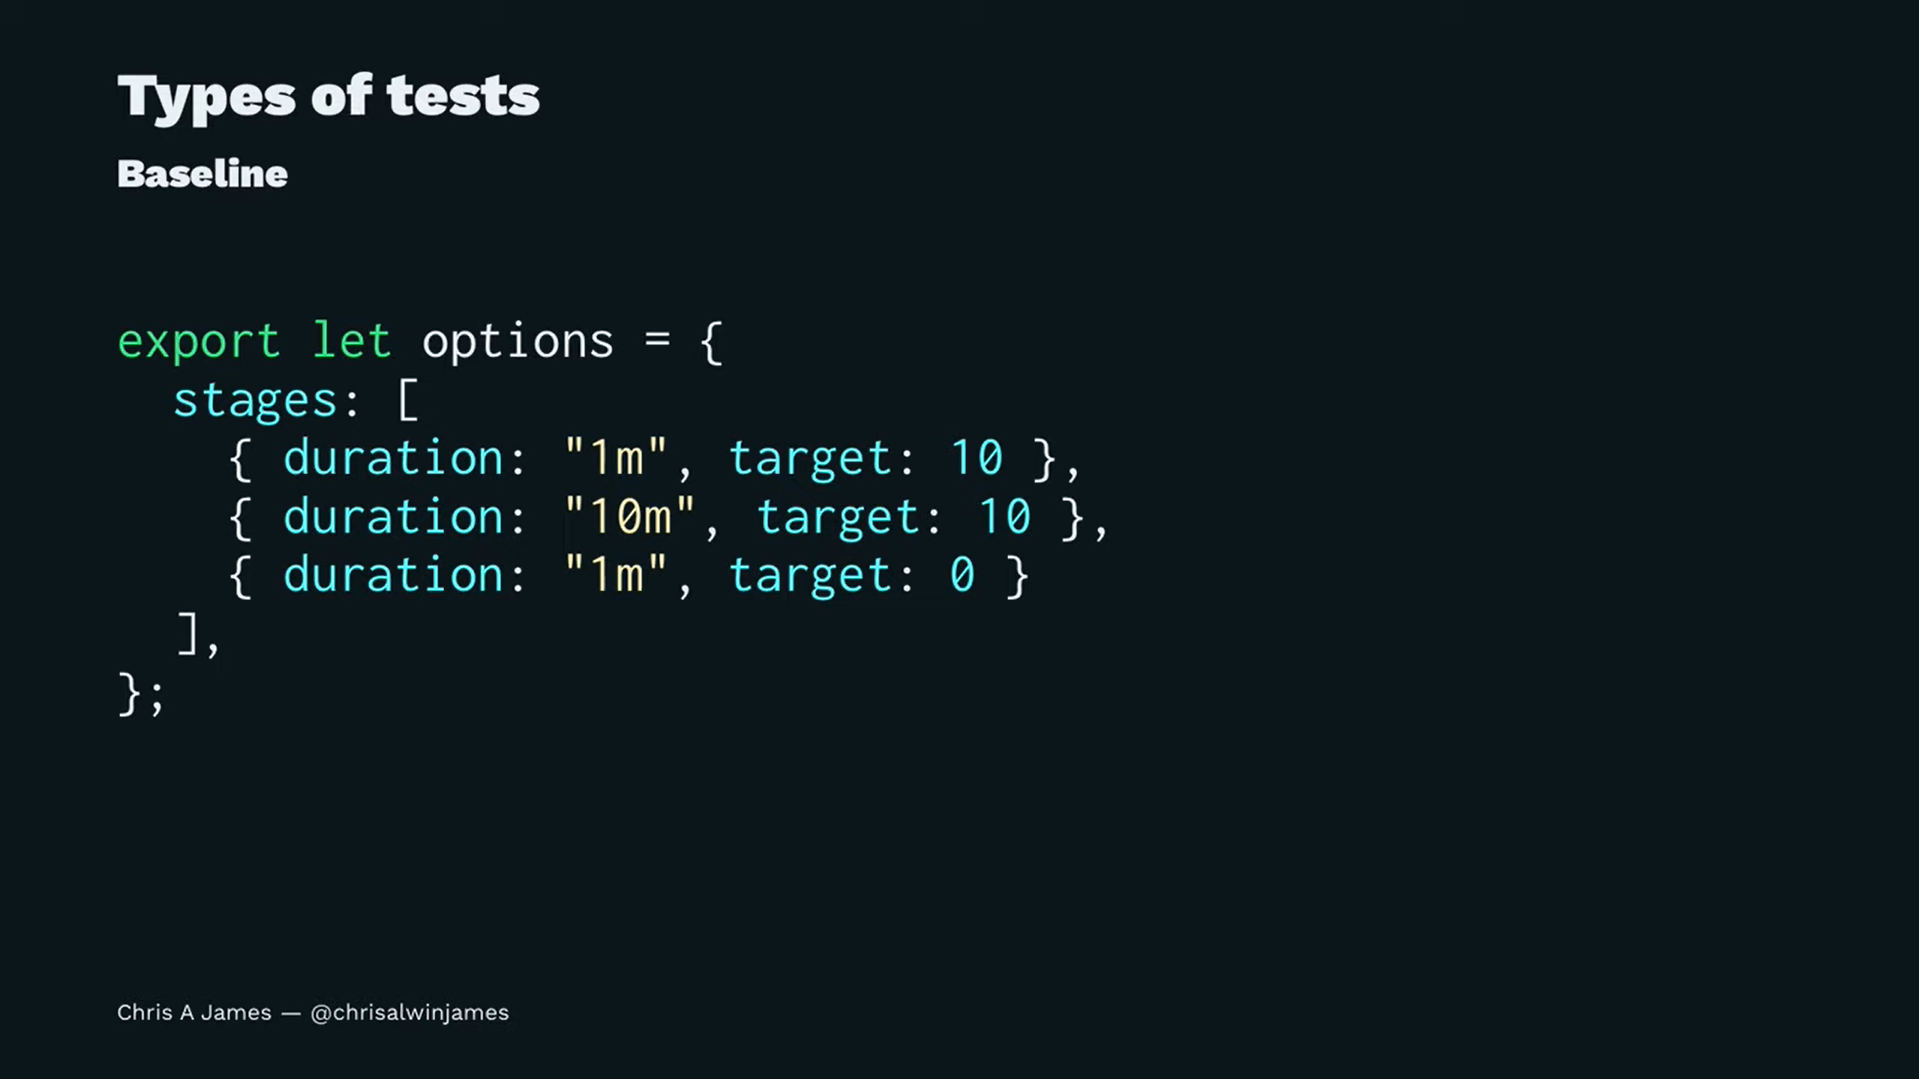 Types of tests
Baseline
export let options = {
  stages: [
    { duration: "1m", target: 10 },
    { duration: "10m", target: 10 },
    { duration: "1m", target: 0 }
  ],
};
Chris A James — @chrisalwinjames